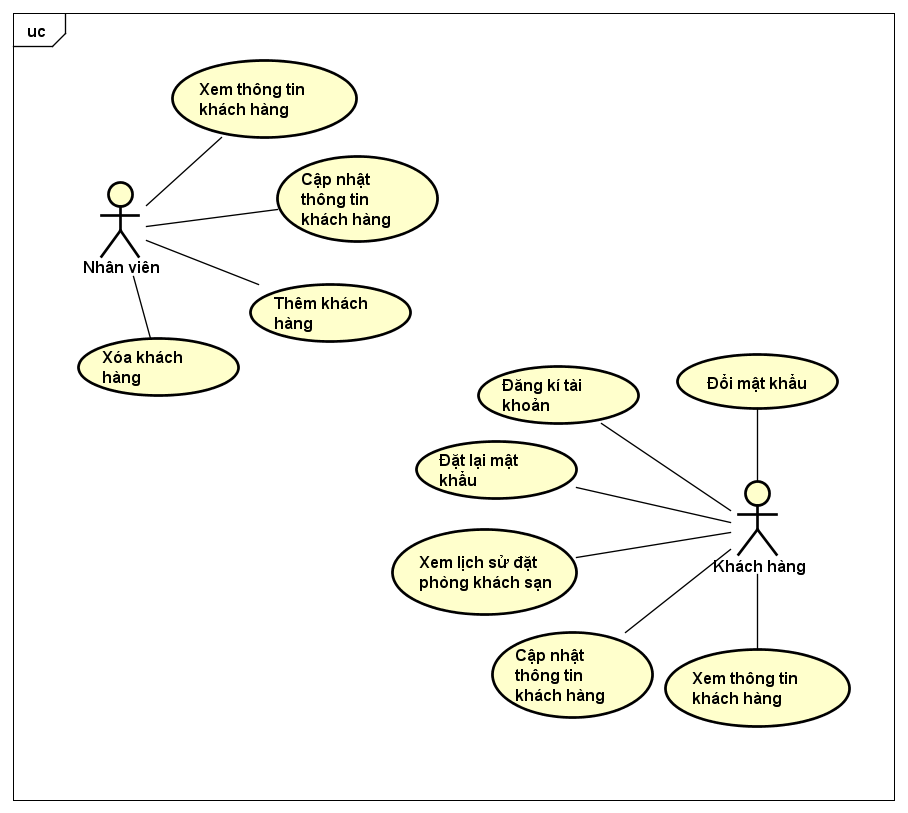 uc
Xem thông tin
khách hàng
Cập nhật
thông tin
khách hàng
Nhân viên
Thêm khách
hàng
Xóa khách
hàng
Đăng kí tài
khoản
Đổi mật khẩu
Đặt lại mật
khẩu
Xem lịch sử đặt
phòng khách sạn
Khách hàng
Cập nhật
thông tin
khách hàng
Xem thông tin
khách hàng